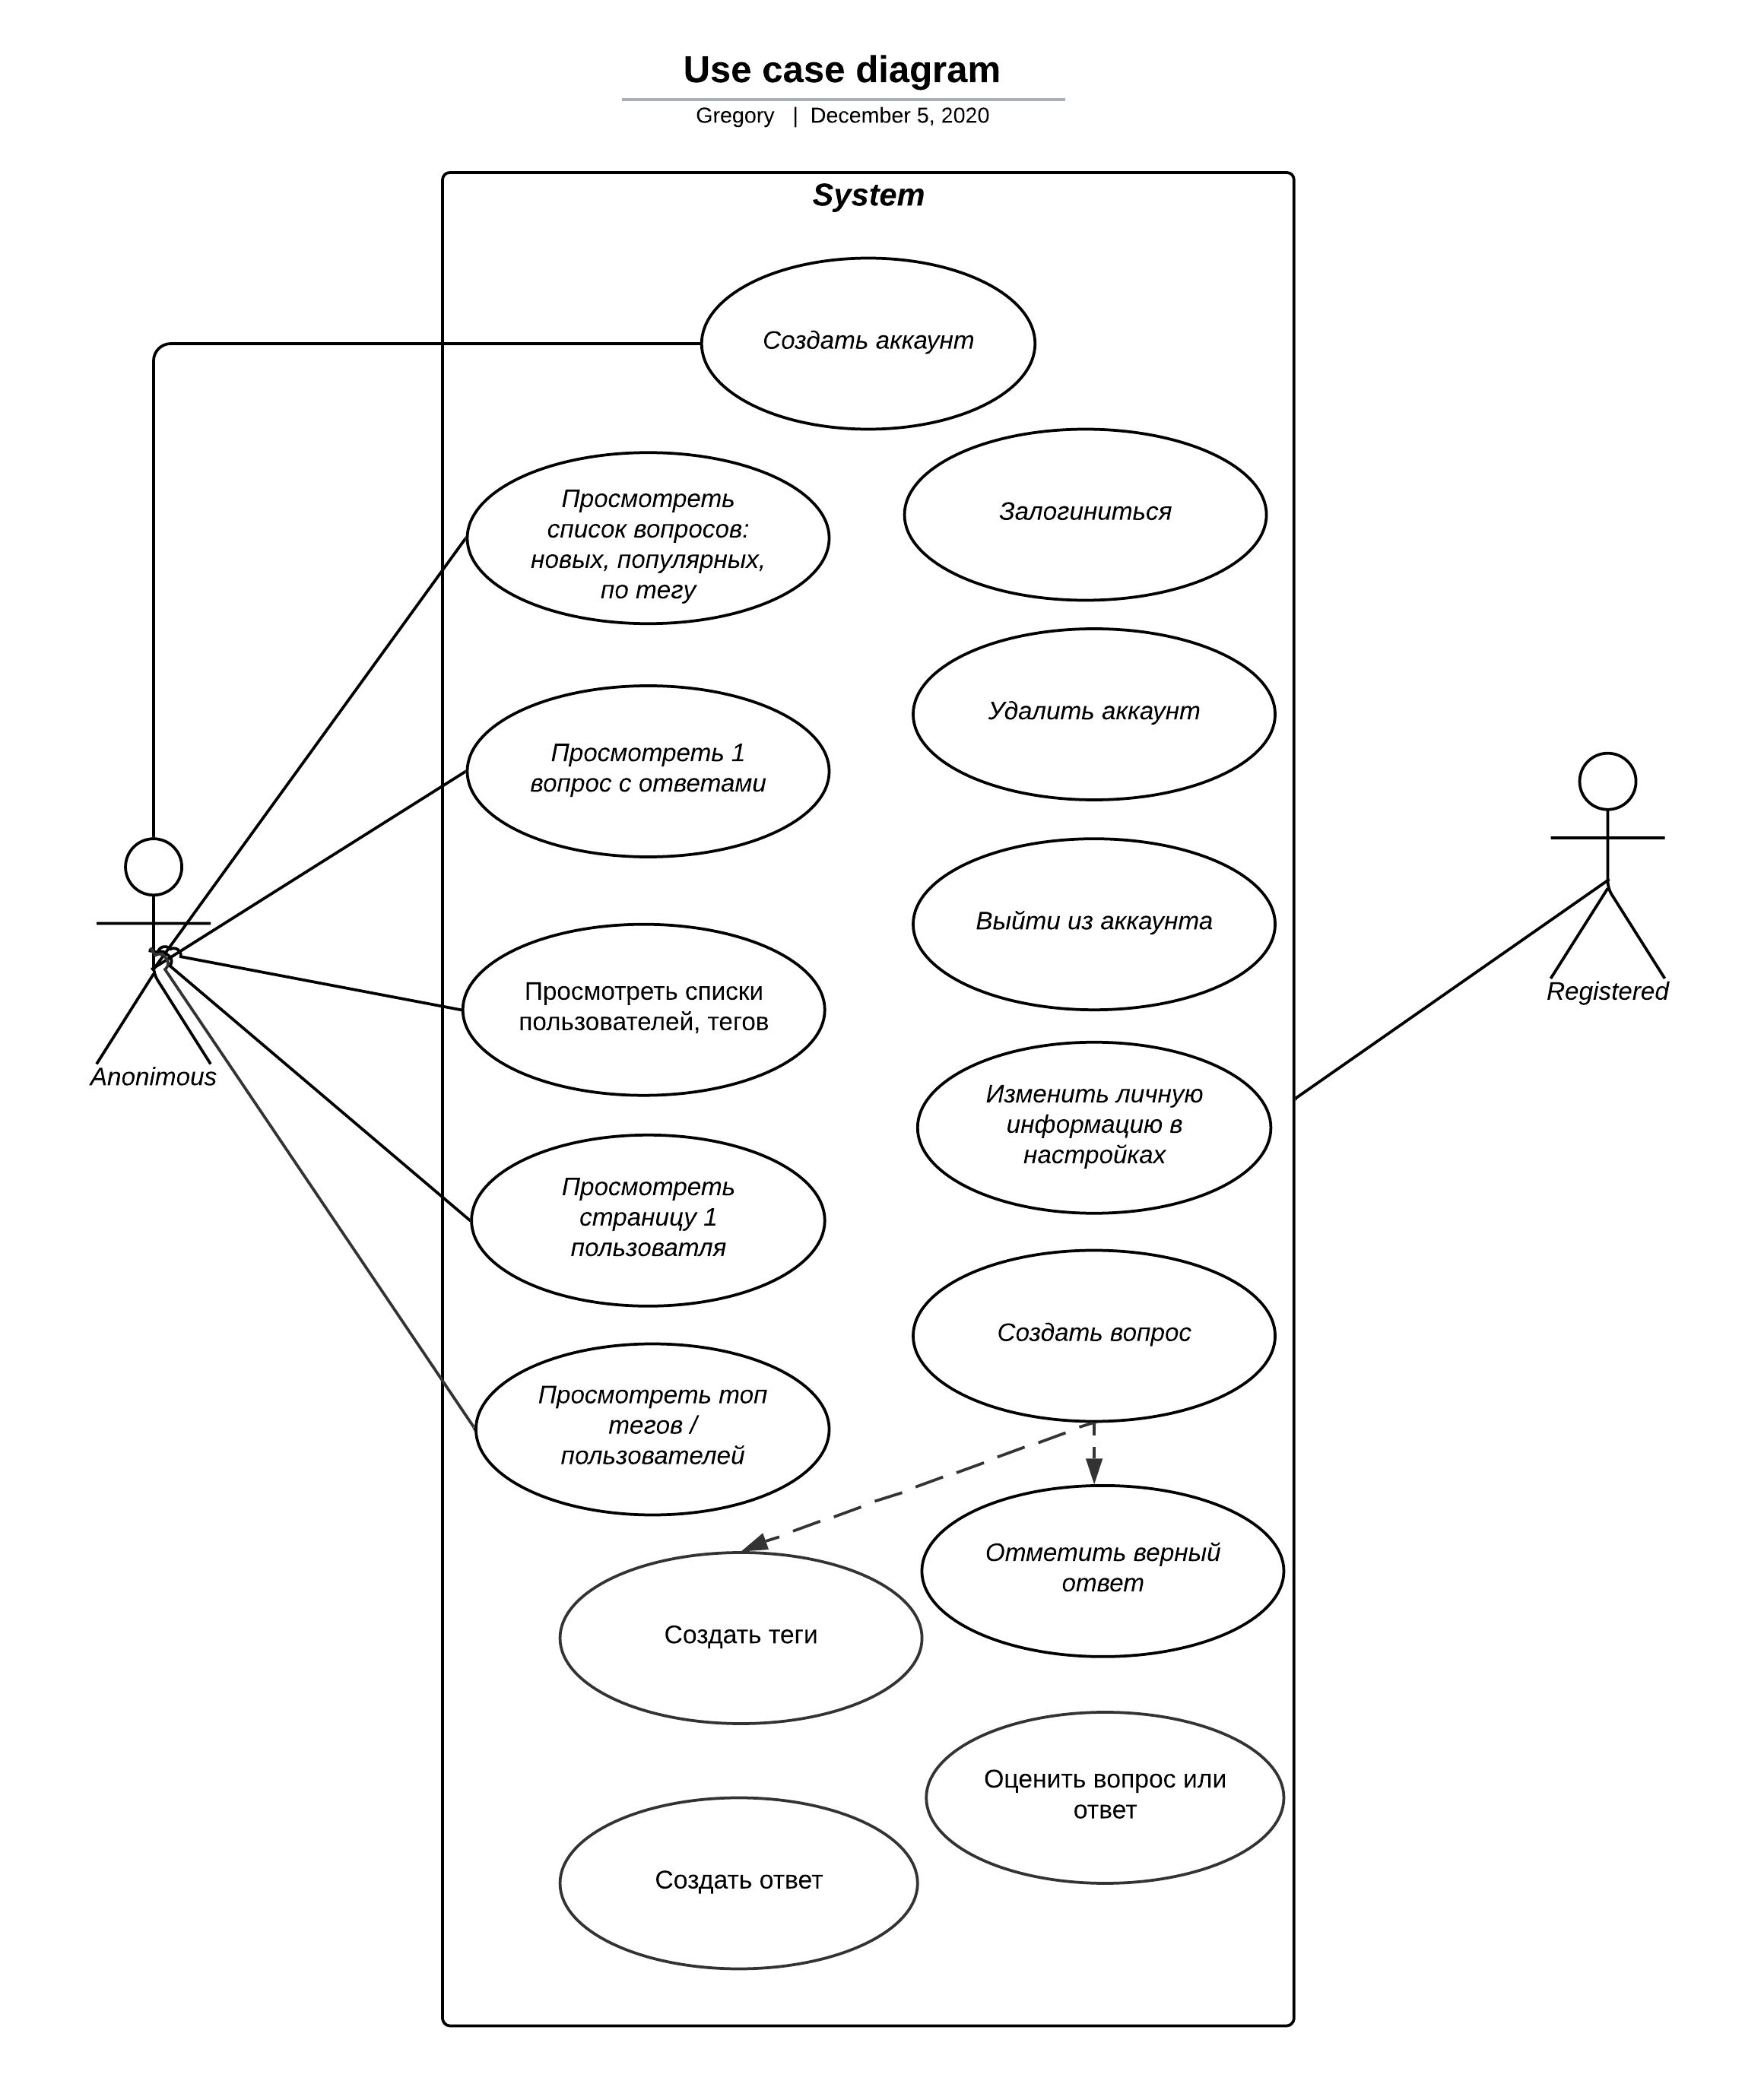 Use case diagram
Gregory | December 5, 2020
System
Создать аккаунт
Просмотреть
список вопросов:
новых, популярных,
по тегу
Залогиниться
Просмотреть 1
вопрос с ответами
Удалить аккаунт
Выйти из аккаунта
Registered
Anonimous
Просмотреть списки
пользователей, тегов
Изменить личную
информацию в
настройках
Просмотреть
страницу 1
пользоватля
Создать вопрос
Просмотреть топ
тегов /
пользователей
Отметить верный
ответ
Создать теги
Оценить вопрос или
ответ
Создать ответ